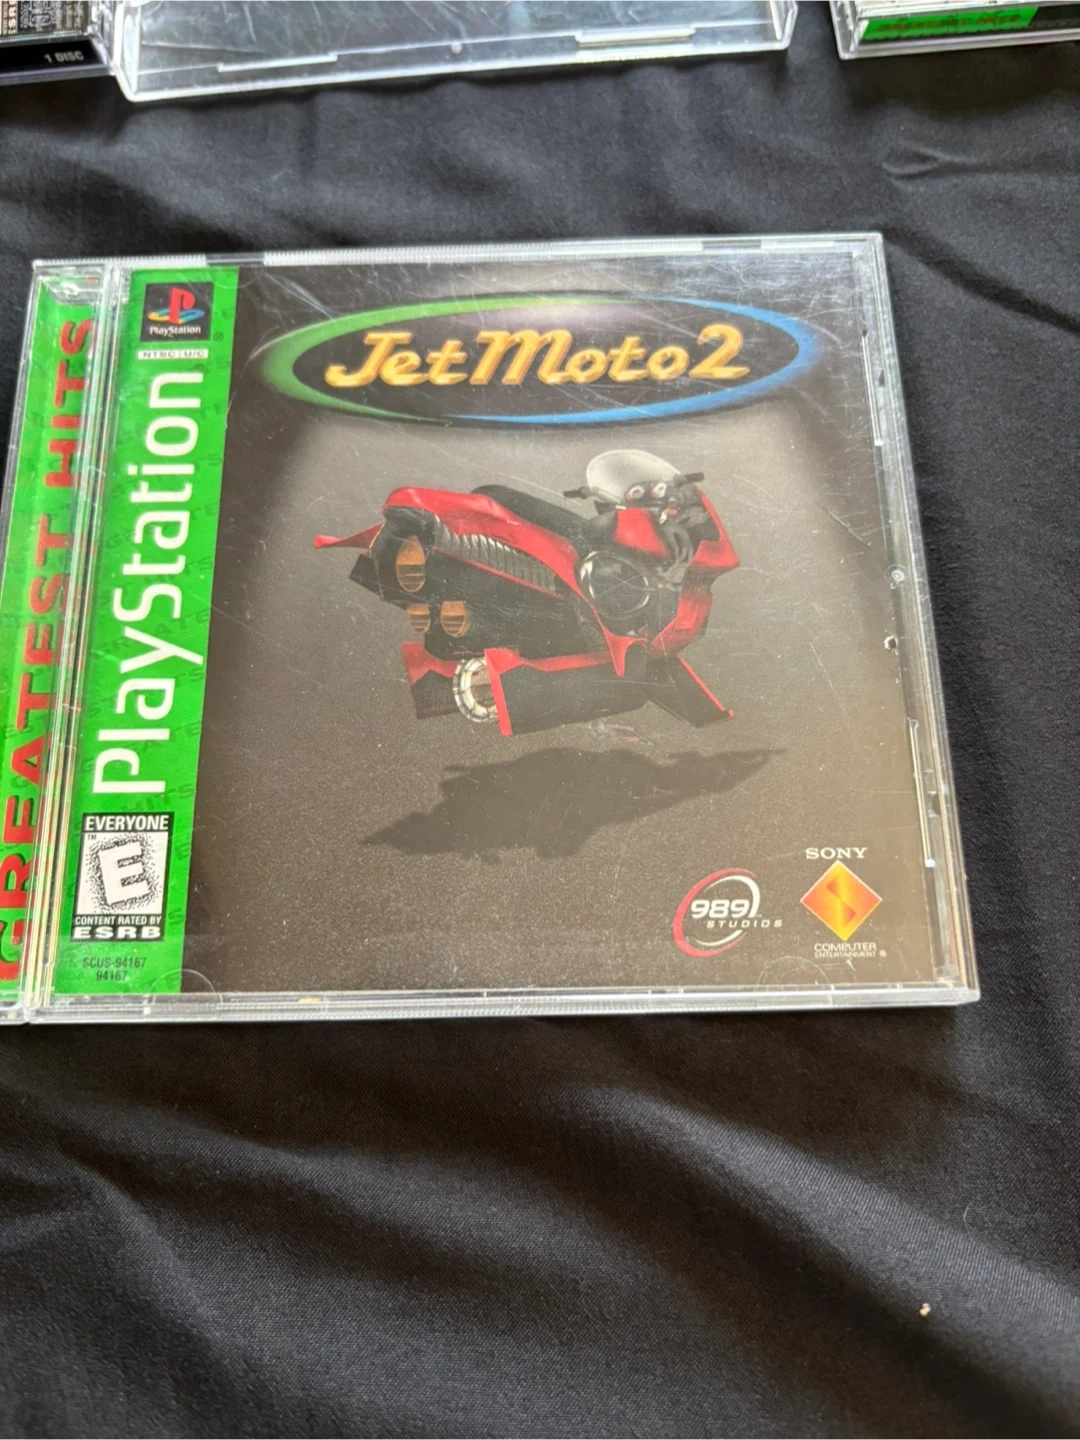 1 DISC
GREATEST HITS
PlayStation
NTSC U/C
PlayStation
EVERYONE
E
CONTENT RATED BY
ESRB
SCUS-94167
94167
Jet Moto 2
989
STUDIOS
SONY
COMPUTER
ENTERTAINMENT ®